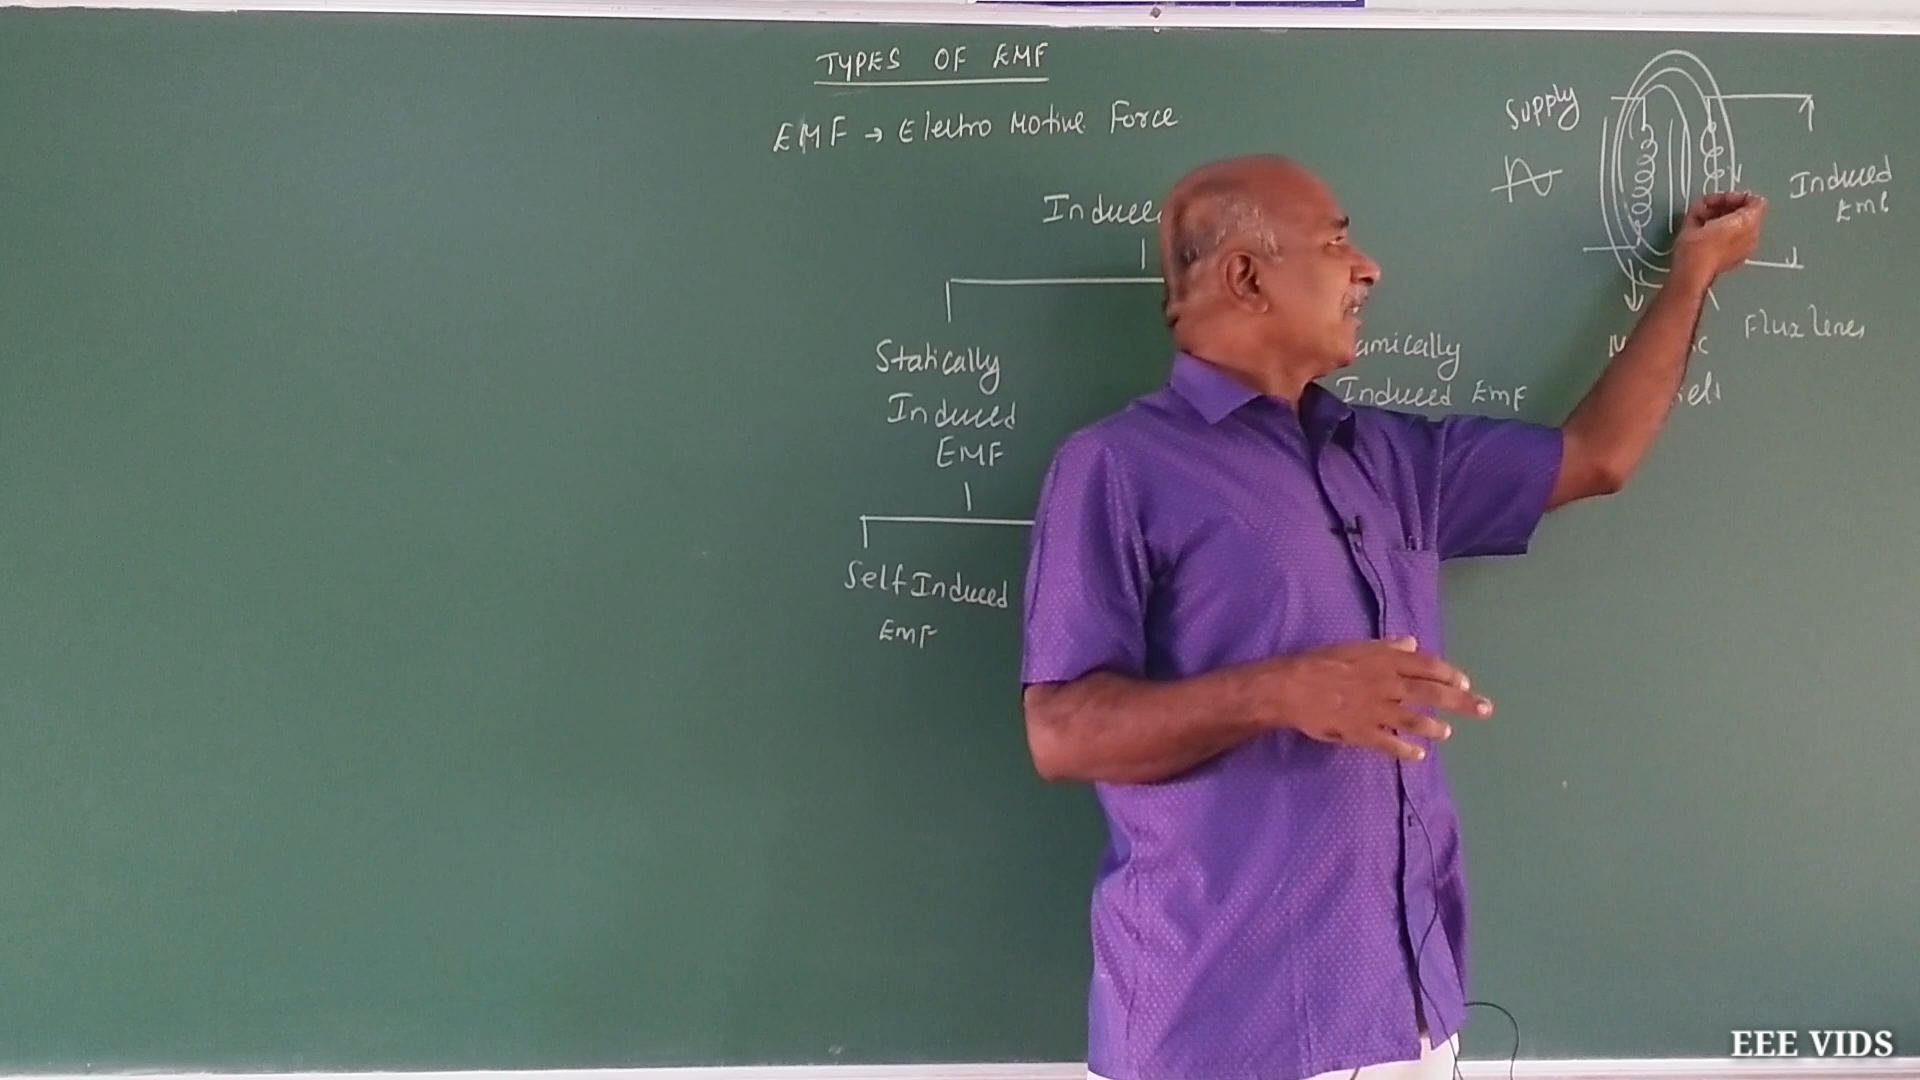 TYPES OF EMF
EMF → Electro Motive Force
Supply
Induced
Emf
Induced
Flux lines
Statically
Induced
EMF
amically
Induced EMF
Self Induced
EMF
EEE VIDS